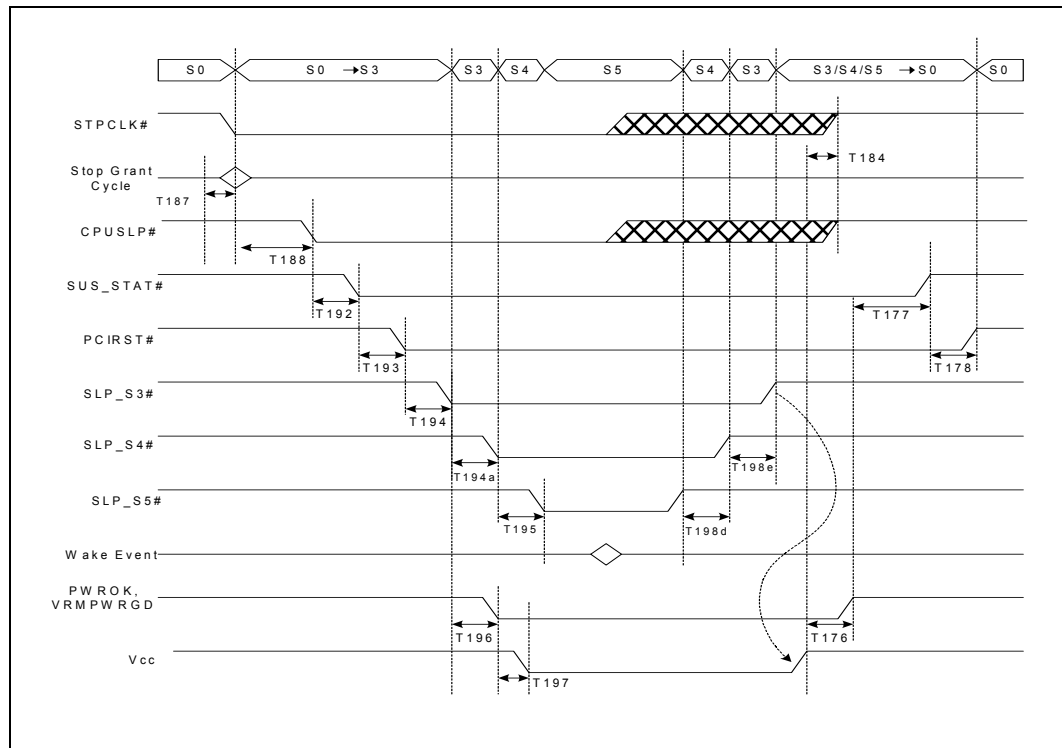 S0 S0 →S3 S3 S4 S5 S4 S3 S3/S4/S5 →S0 S0
STPCLK#
T184
Stop Grant
Cycle
T187
CPUSLP#
T188
SUS_STAT#
T192
T177
PCIRST#
T193
T178
SLP_S3#
T194
SLP_S4#
T194a
T198e
SLP_S5#
T195
T198d
Wake Event
PWROK,
VRMPWRGD
T196
T176
Vcc
T197